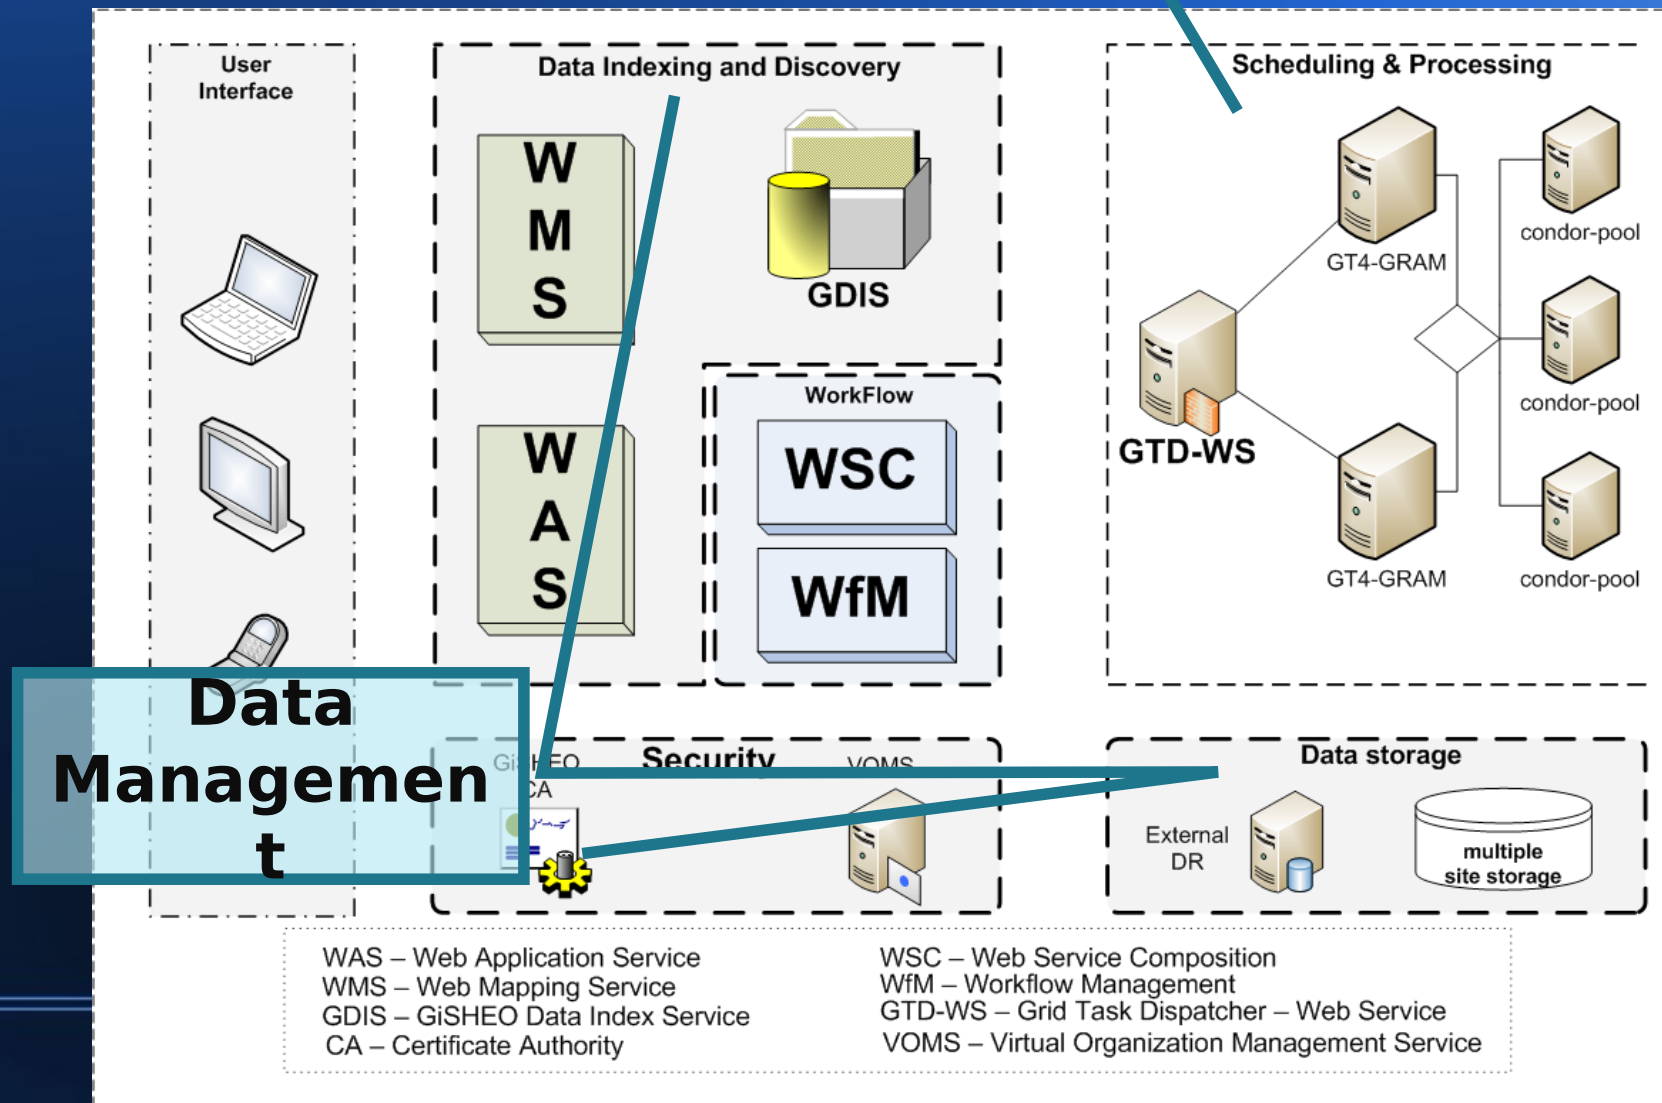 User
Interface
Data Indexing and Discovery
W
M
S
GDIS
W
A
S
WorkFlow
WSC
WfM
Scheduling & Processing
GT4-GRAM
condor-pool
condor-pool
GTD-WS
GT4-GRAM
condor-pool
Data
Managemen
t
GiSHEO
CA
Security
VOMS
Data storage
External
DR
multiple
site storage
WAS – Web Application Service
WMS – Web Mapping Service
GDIS – GiSHEO Data Index Service
CA – Certificate Authority
WSC – Web Service Composition
WfM – Workflow Management
GTD-WS – Grid Task Dispatcher – Web Service
VOMS – Virtual Organization Management Service